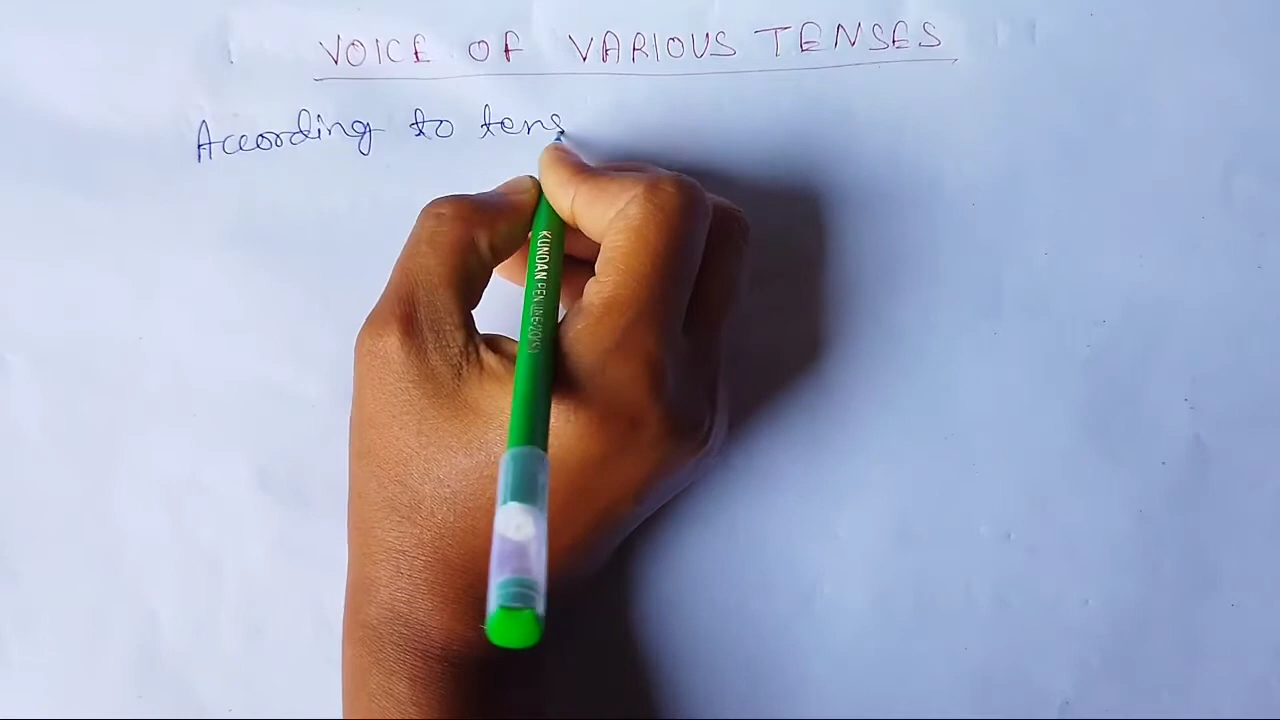 VOICE OF VARIOUS TENSES
According to tens
KUNDAN PEN